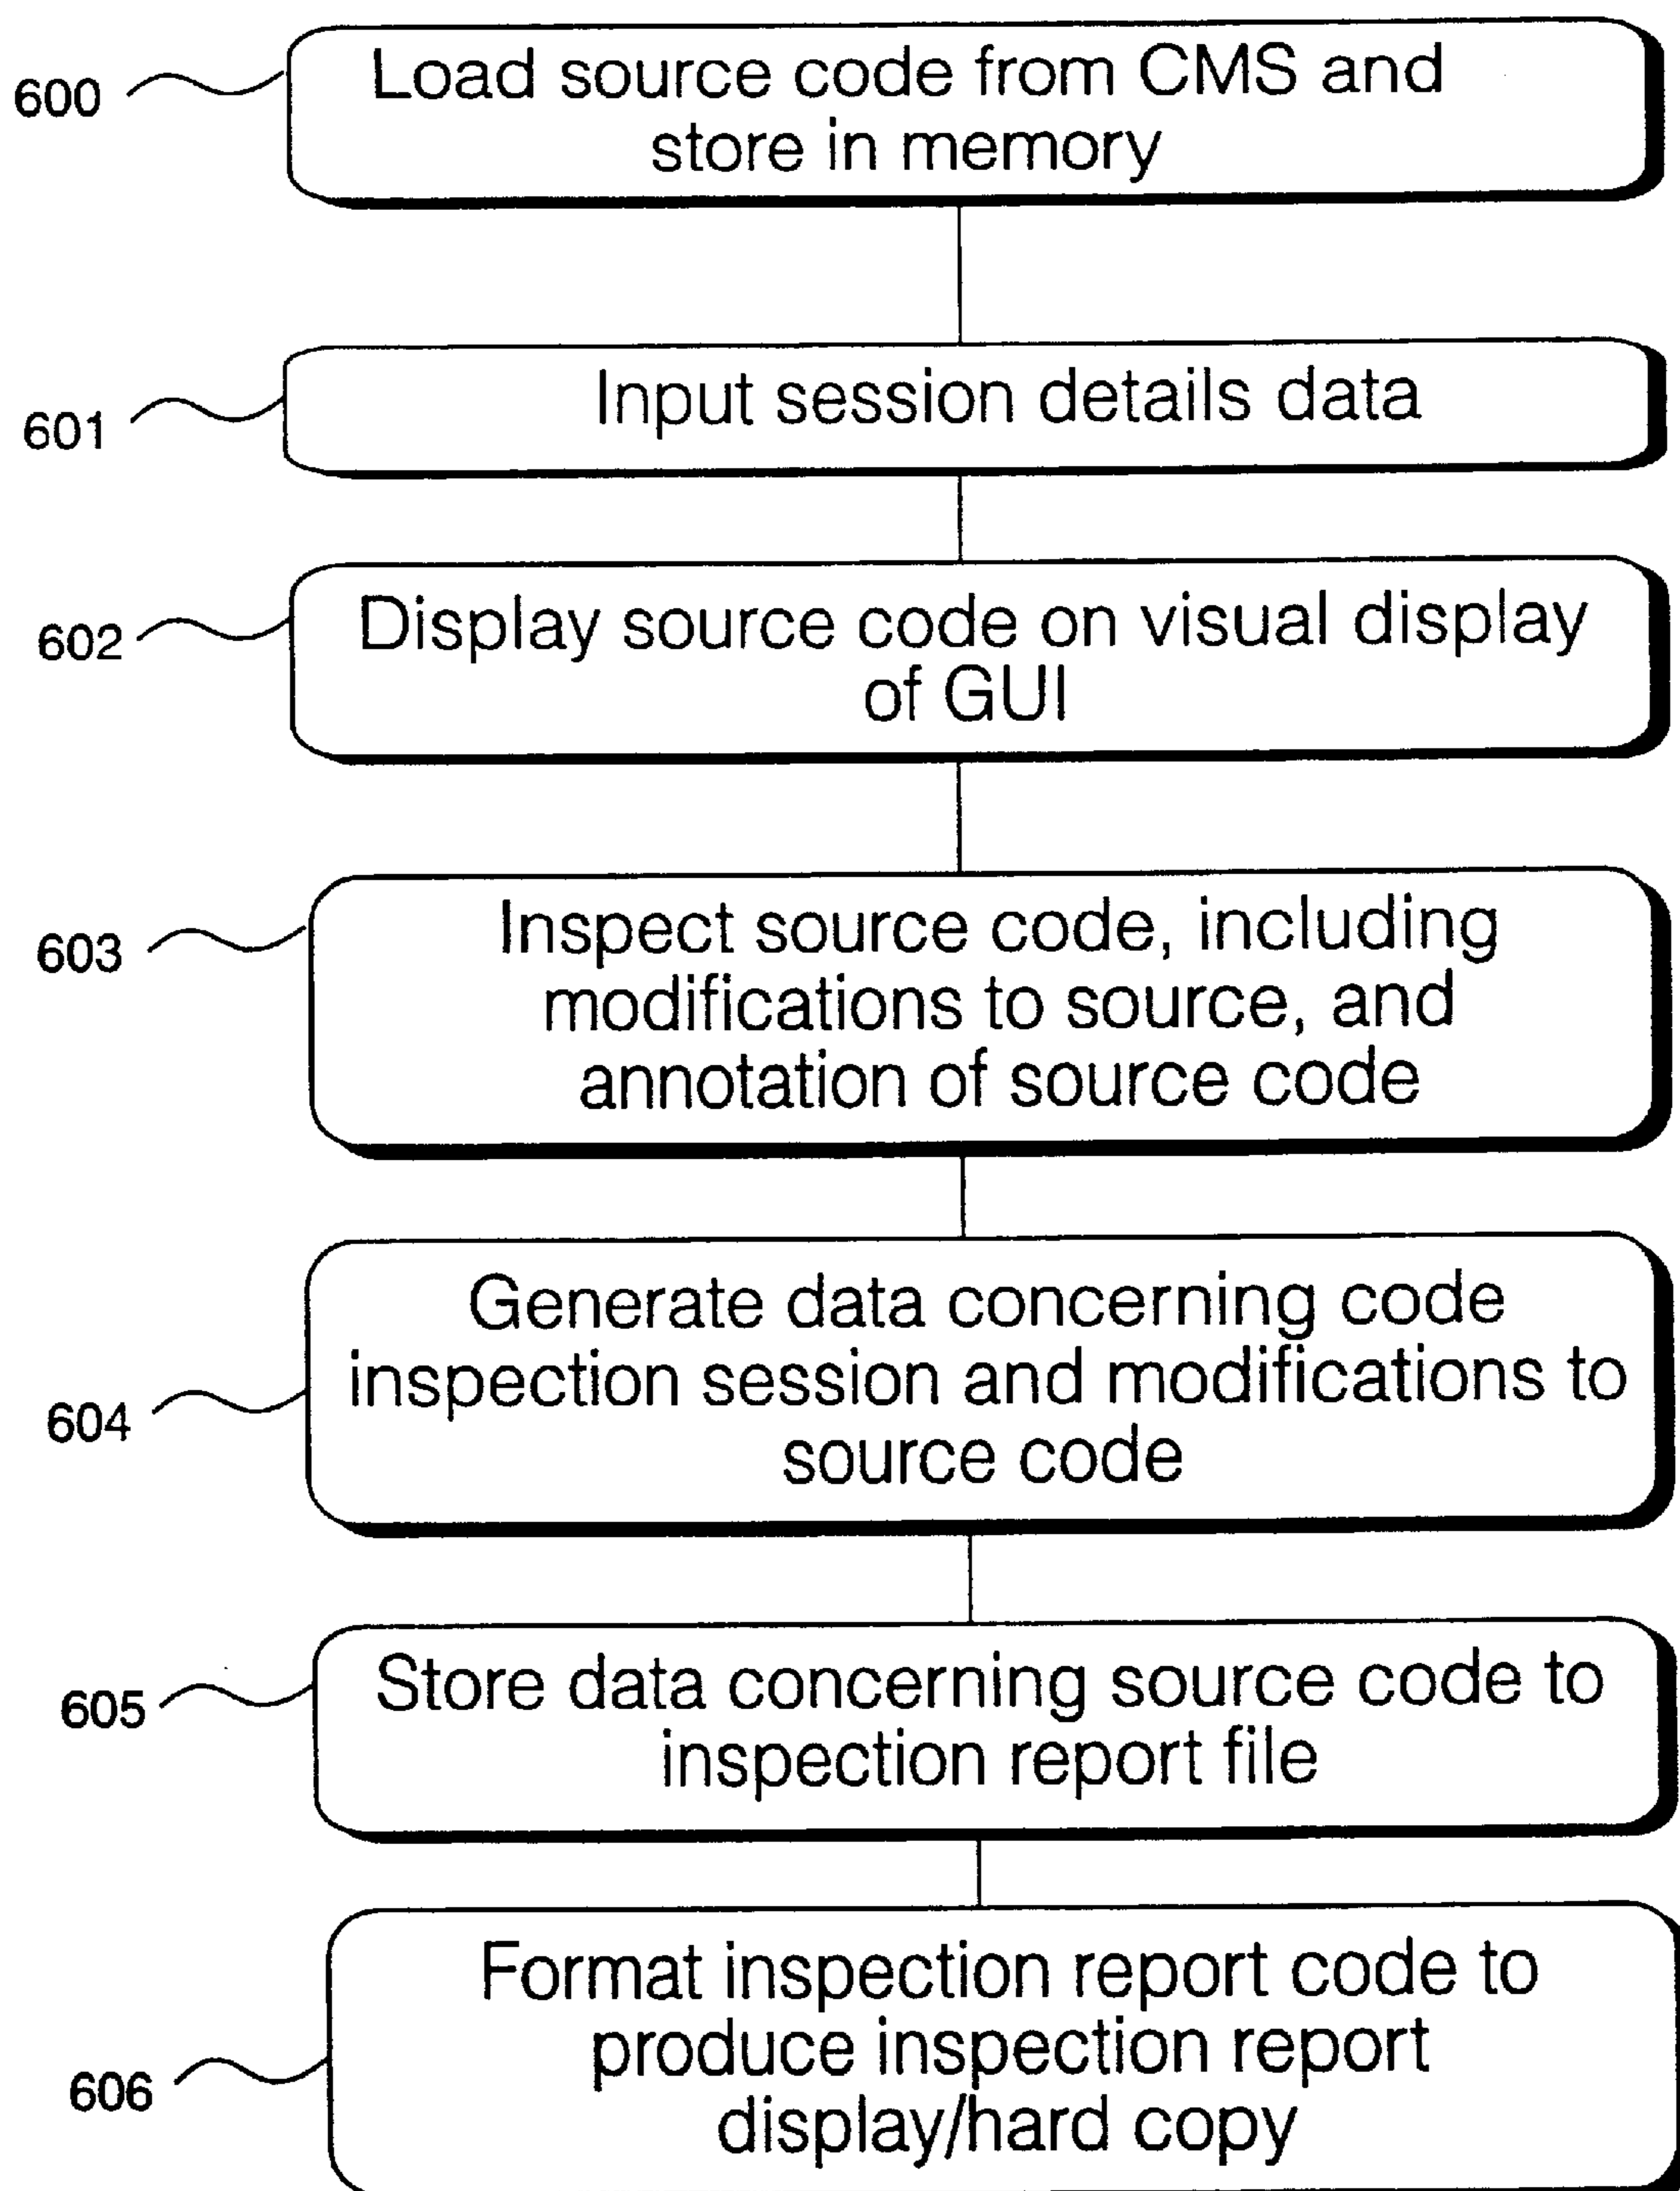 600
Load source code from CMS and
store in memory
601
Input session details data
602
Display source code on visual display
of GUI
603
Inspect source code, including
modifications to source, and
annotation of source code
604
Generate data concerning code
inspection session and modifications to
source code
605
Store data concerning source code to
inspection report file
606
Format inspection report code to
produce inspection report
display/hard copy